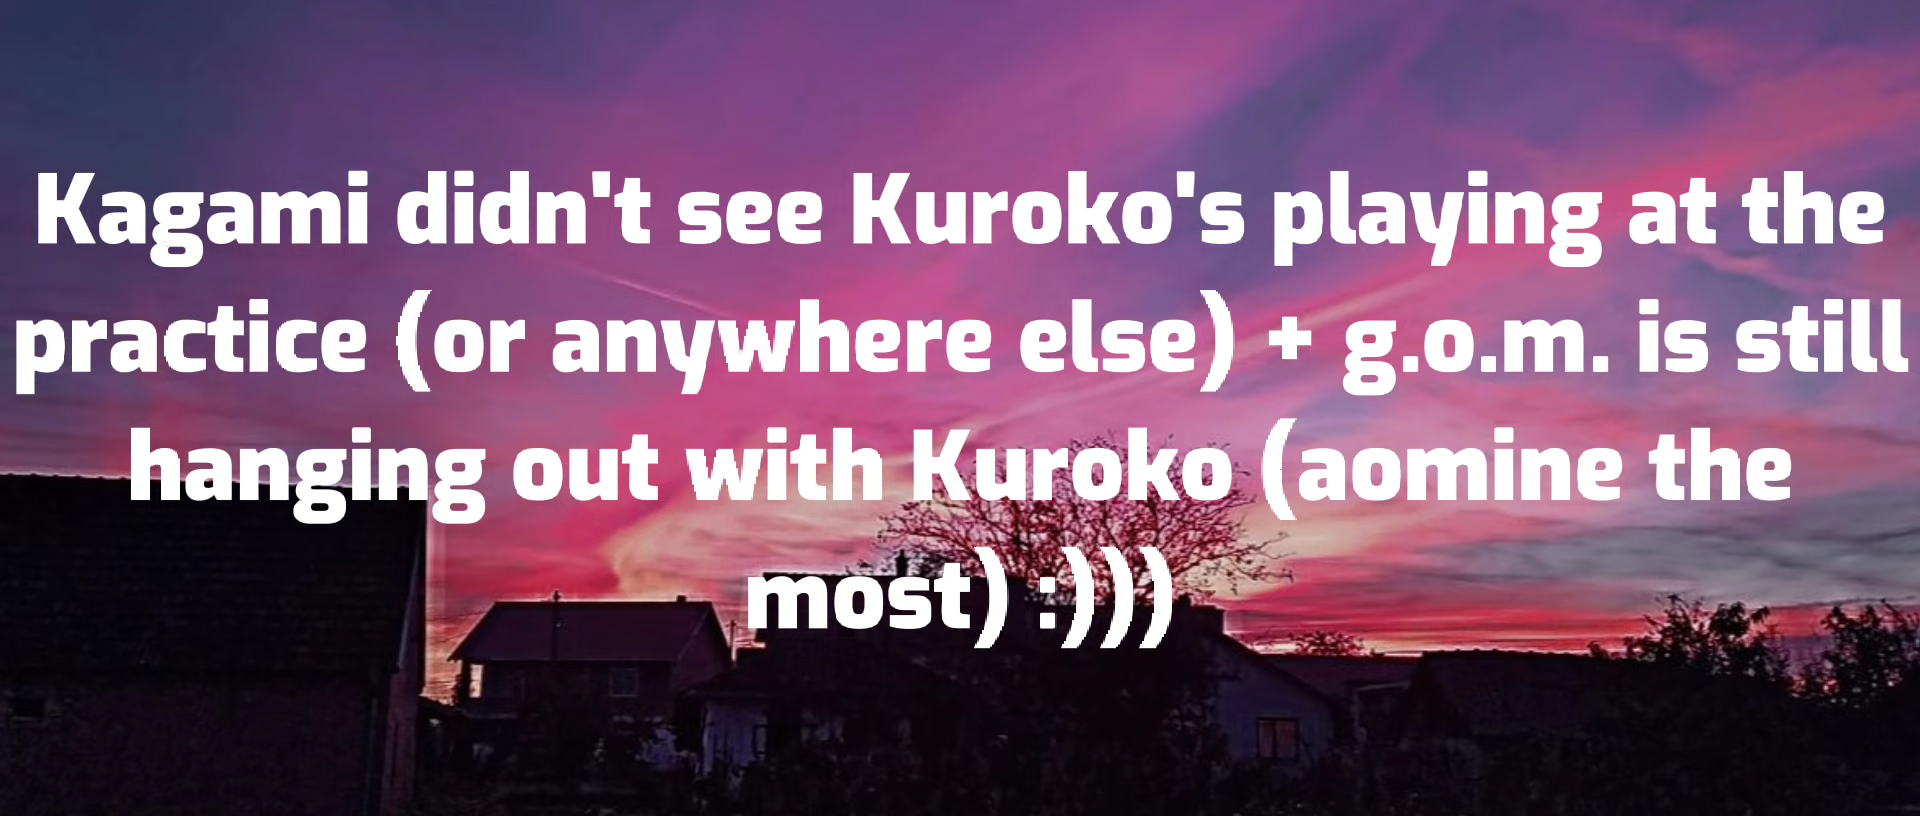 Kagami didn't see Kuroko's playing at the
practice (or anywhere else) + g.o.m. is still
hanging out with Kuroko (aomine the
most) :)))